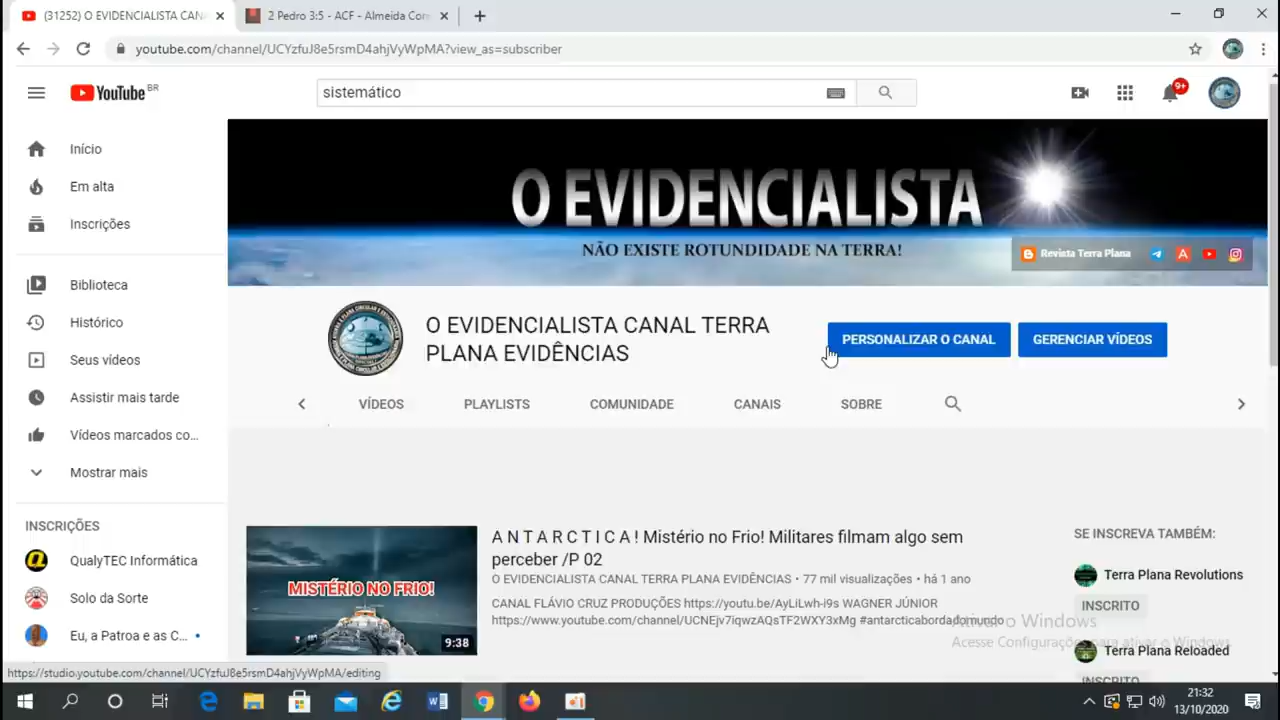 (31252) O EVIDENCIALISTA CAN
2 Pedro 3:5 - ACF - Almeida Cor
youtube.com/channel/UCYzfuJ8e5rsmD4ahjVyWpMA?view_as=subscriber
YouTube BR
sistemático
9+
Início
Em alta
Inscrições
Biblioteca
Histórico
Seus vídeos
Assistir mais tarde
Vídeos marcados co...
Mostrar mais
INSCRIÇÕES
QualyTEC Informática
Solo da Sorte
Eu, a Patroa e as C...
O EVIDENCIALISTA
NÃO EXISTE ROTUNDIDADE NA TERRA!
Revista Terra Plana
O EVIDENCIALISTA CANAL TERRA
PLANA EVIDÊNCIAS
PERSONALIZAR O CANAL
GERENCIAR VÍDEOS
VÍDEOS
PLAYLISTS
COMUNIDADE
CANAIS
SOBRE
MISTÉRIO NO FRIO!
9:38
A N T A R C T I C A ! Mistério no Frio! Militares filmam algo sem
perceber /P 02
O EVIDENCIALISTA CANAL TERRA PLANA EVIDÊNCIAS • 77 mil visualizações • há 1 ano
CANAL FLÁVIO CRUZ PRODUÇÕES https://youtu.be/AyLiLwh-i9s WAGNER JÚNIOR
https://www.youtube.com/channel/UCNEjv7iqwzAQsTF2WXY3xMg #antarcticabordadomundo
SE INSCREVA TAMBÉM:
Terra Plana Revolutions
INSCRITO
Terra Plana Reloaded
INSCRITO
Ativar o Windows
Acesse Configurações para ativar o Windows.
https://studio.youtube.com/channel/UCYzfuJ8e5rsmD4ahjVyWpMA/editing
21:32
13/10/2020